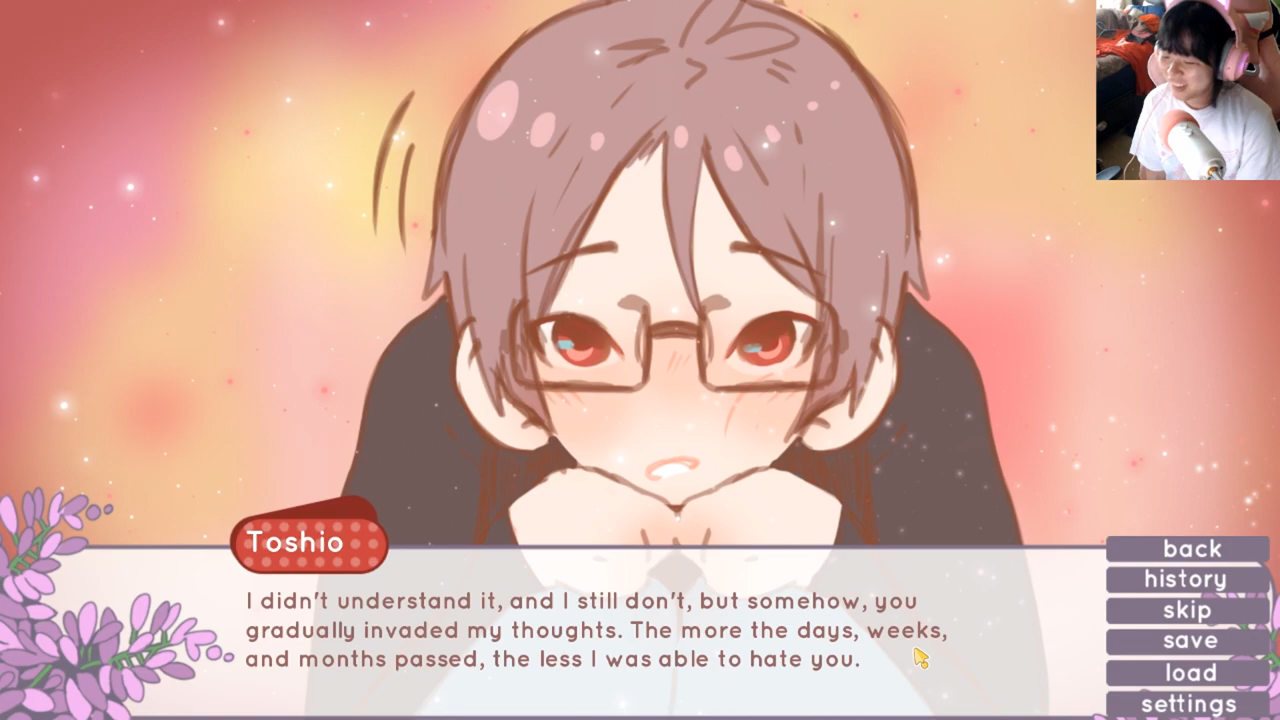 Toshio
I didn't understand it, and I still don't, but somehow, you
gradually invaded my thoughts. The more the days, weeks,
and months passed, the less I was able to hate you.
back
history
skip
save
load
settings